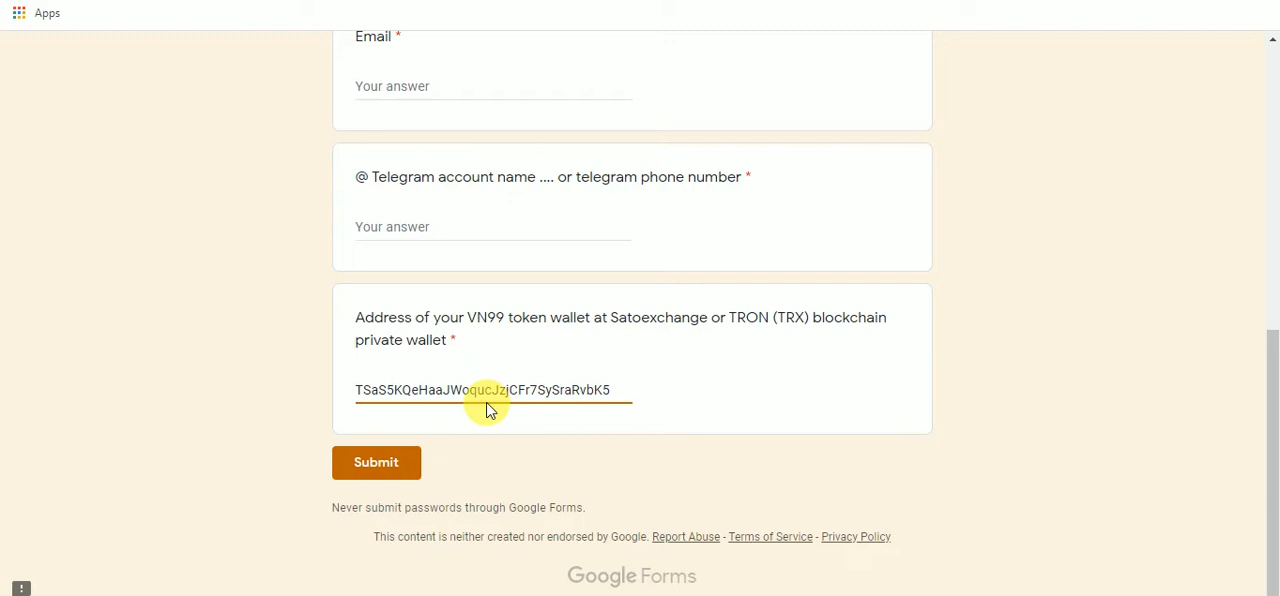 Apps
Email *
Your answer
@ Telegram account name .... or telegram phone number *
Your answer
Address of your VN99 token wallet at Satoexchange or TRON (TRX) blockchain
private wallet *
TSaS5KQeHaaJWoqucJzjCFr7SySraRvbK5
Submit
Never submit passwords through Google Forms.
This content is neither created nor endorsed by Google. Report Abuse - Terms of Service - Privacy Policy
Google Forms
!